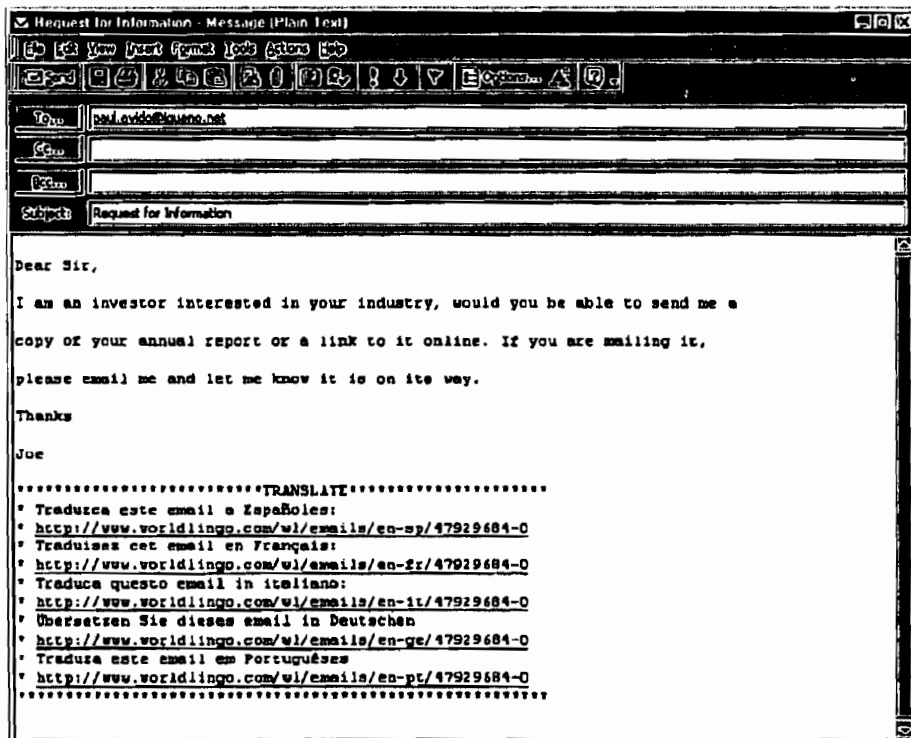 Request for Information - Message (Plain Text)
File Edit View Insert Format Tools Actions Help
Send Options...
To... paul.ovido@iguano.net
Cc...
Bcc...
Subject: Request for Information
Dear Sir,
I am an investor interested in your industry, would you be able to send me a
copy of your annual report or a link to it online. If you are mailing it,
please email me and let me know it is on its way.
Thanks
Joe
***************************TRANSLATE**********************
* Traduzca este email a Españoles:
* http://www.worldlingo.com/wl/emails/en-sp/47929684-0
* Traduisez cet email en Français:
* http://www.worldlingo.com/wl/emails/en-fr/47929684-0
* Traduca questo email in italiano:
* http://www.worldlingo.com/wl/emails/en-it/47929684-0
* Übersetzen Sie dieses email in Deutschen
* http://www.worldlingo.com/wl/emails/en-ge/47929684-0
* Traduza este email em Portuguêses
* http://www.worldlingo.com/wl/emails/en-pt/47929684-0
**********************************************************